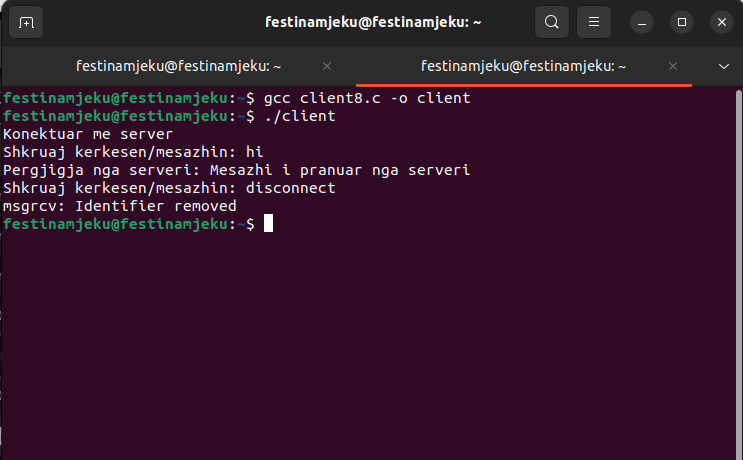 festinamjeku@festinamjeku: ~
festinamjeku@festinamjeku: ~ × festinamjeku@festinamjeku: ~ ×
festinamjeku@festinamjeku:~$ gcc client8.c -o client
festinamjeku@festinamjeku:~$ ./client
Konektuar me server
Shkruaj kerkesen/mesazhin: hi
Pergjigja nga serveri: Mesazhi i pranuar nga serveri
Shkruaj kerkesen/mesazhin: disconnect
msgrcv: Identifier removed
festinamjeku@festinamjeku:~$